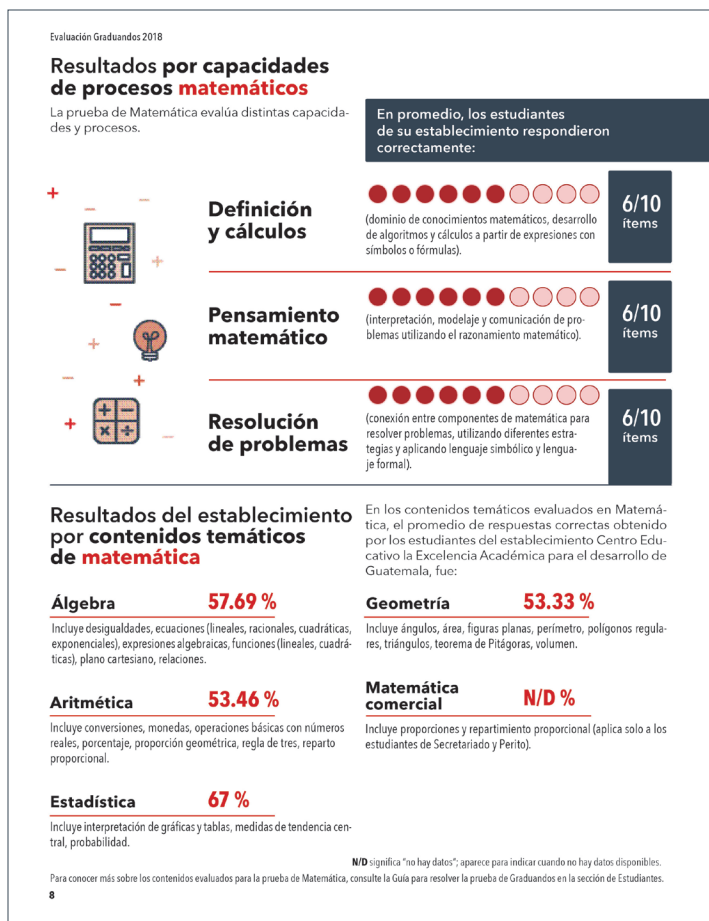 Evaluación Graduandos 2018
Resultados por capacidades
de procesos matemáticos
La prueba de Matemática evalúa distintas capacida-
des y procesos.
En promedio, los estudiantes
de su establecimiento respondieron
correctamente:
Definición
y cálculos
(dominio de conocimientos matemáticos, desarrollo
de algoritmos y cálculos a partir de expresiones con
símbolos o fórmulas).
6/10
ítems
Pensamiento
matemático
(interpretación, modelaje y comunicación de pro-
blemas utilizando el razonamiento matemático).
6/10
ítems
Resolución
de problemas
(conexión entre componentes de matemática para
resolver problemas, utilizando diferentes estra-
tegias y aplicando lenguaje simbólico y lengua-
je formal).
6/10
ítems
Resultados del establecimiento
por contenidos temáticos
de matemática
En los contenidos temáticos evaluados en Matemá-
tica, el promedio de respuestas correctas obtenido
por los estudiantes del establecimiento Centro Edu-
cativo la Excelencia Académica para el desarrollo de
Guatemala, fue:
Álgebra 57.69 %
Incluye desigualdades, ecuaciones (lineales, racionales, cuadráticas,
exponenciales), expresiones algebraicas, funciones (lineales, cuadrá-
ticas), plano cartesiano, relaciones.
Geometría 53.33 %
Incluye ángulos, área, figuras planas, perímetro, polígonos regula-
res, triángulos, teorema de Pitágoras, volumen.
Aritmética 53.46 %
Incluye conversiones, monedas, operaciones básicas con números
reales, porcentaje, proporción geométrica, regla de tres, reparto
proporcional.
Matemática
comercial N/D %
Incluye proporciones y repartimiento proporcional (aplica solo a los
estudiantes de Secretariado y Perito).
Estadística 67 %
Incluye interpretación de gráficas y tablas, medidas de tendencia cen-
tral, probabilidad.
N/D significa "no hay datos"; aparece para indicar cuando no hay datos disponibles.
Para conocer más sobre los contenidos evaluados para la prueba de Matemática, consulte la Guía para resolver la prueba de Graduandos en la sección de Estudiantes.
8